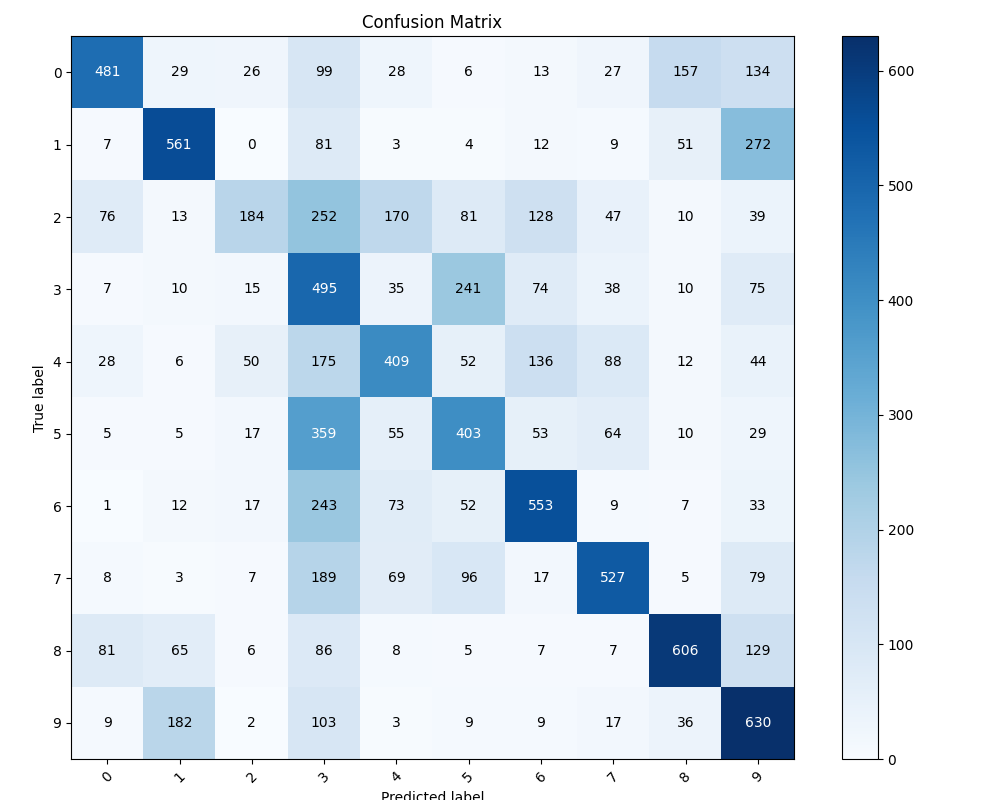 Confusion Matrix
0 481 29 26 99 28 6 13 27 157 134
1 7 561 0 81 3 4 12 9 51 272
2 76 13 184 252 170 81 128 47 10 39
3 7 10 15 495 35 241 74 38 10 75
4 28 6 50 175 409 52 136 88 12 44
5 5 5 17 359 55 403 53 64 10 29
6 1 12 17 243 73 52 553 9 7 33
7 8 3 7 189 69 96 17 527 5 79
8 81 65 6 86 8 5 7 7 606 129
9 9 182 2 103 3 9 9 17 36 630
0 1 2 3 4 5 6 7 8 9
True label
Predicted label
600
500
400
300
200
100
0